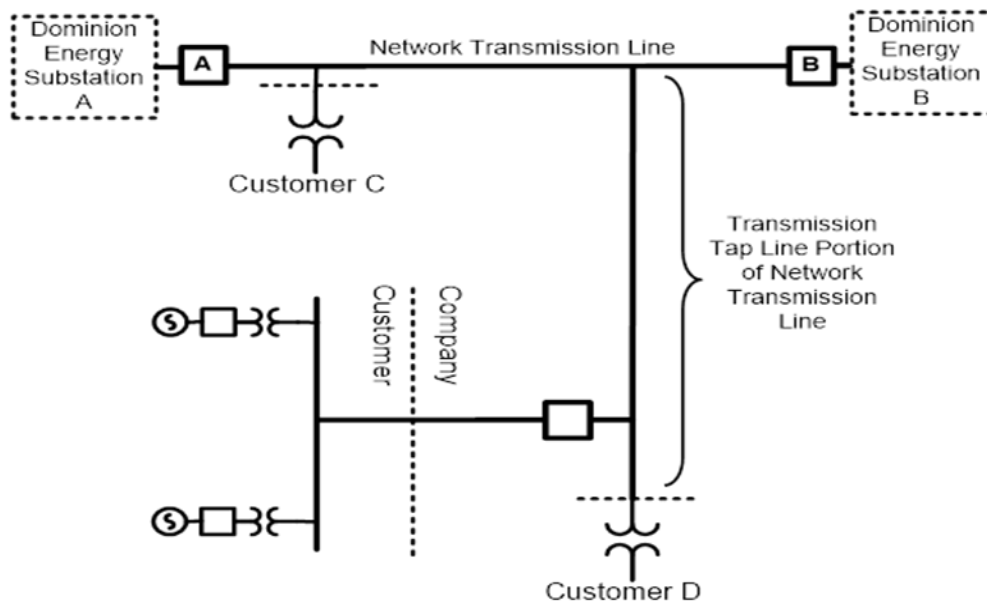 Dominion
Energy
Substation
A
A
Network Transmission Line
B
Dominion
Energy
Substation
B
Customer C
Transmission
Tap Line Portion
of Network
Transmission
Line
Customer
Company
S
S
Customer D